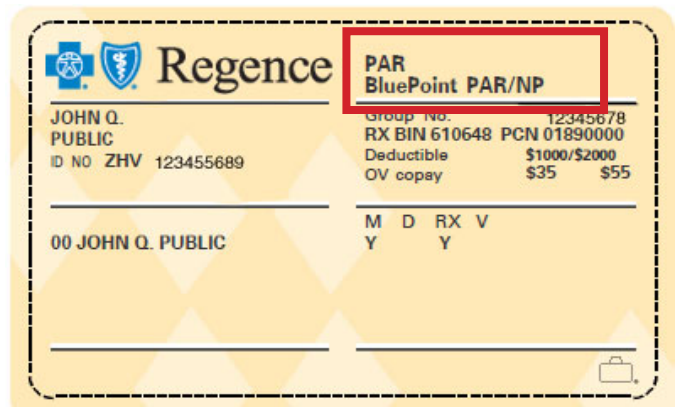 Regence
PAR
BluePoint PAR/NP
JOHN Q.
PUBLIC
ID NO ZHV 123455689
Group No. 12345678
RX BIN 610648 PCN 01890000
Deductible $1000/$2000
OV copay $35 $55
00 JOHN Q. PUBLIC
M D RX V
Y Y